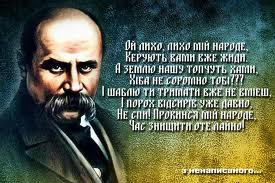 Ой лихо, лихо мій народе,
Керують вами вже жиди.
А землю нашу топчуть хами,
Хіба не соромно тобі???
І шаблю ти тримати вже не вмієш,
І порох відсирів уже давно,
Не спи! Прокинся мій народе,
Час знищити оте лайно!
з ненаписаного...